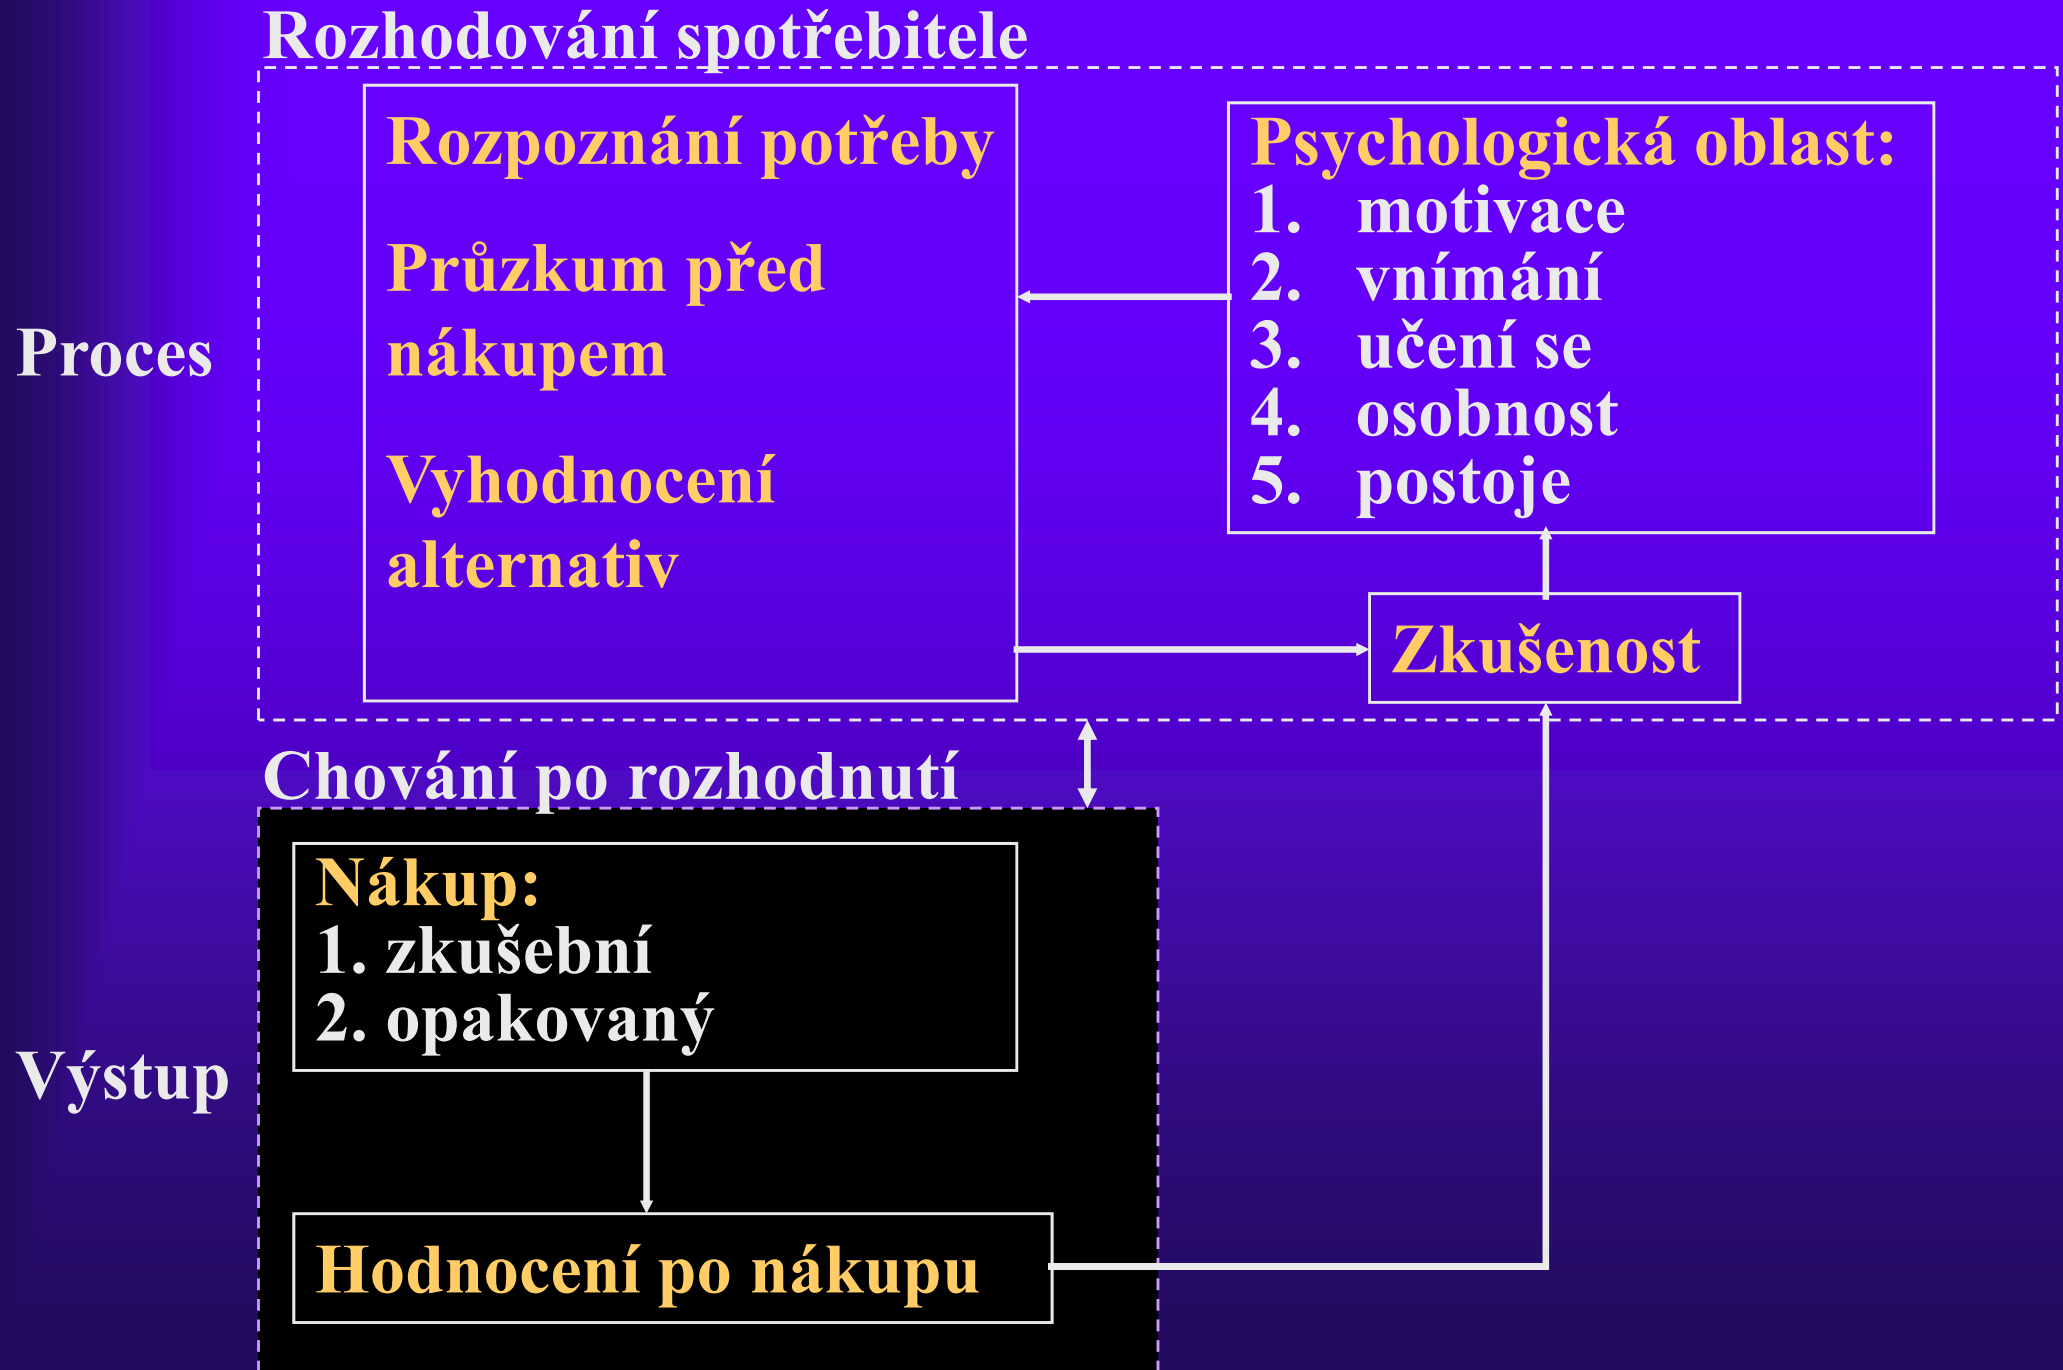 Rozhodování spotřebitele
Proces
Rozpoznání potřeby
Průzkum před
nákupem
Vyhodnocení
alternativ
Psychologická oblast:
1. motivace
2. vnímání
3. učení se
4. osobnost
5. postoje
Zkušenost
Chování po rozhodnutí
Výstup
Nákup:
1. zkušební
2. opakovaný
Hodnocení po nákupu